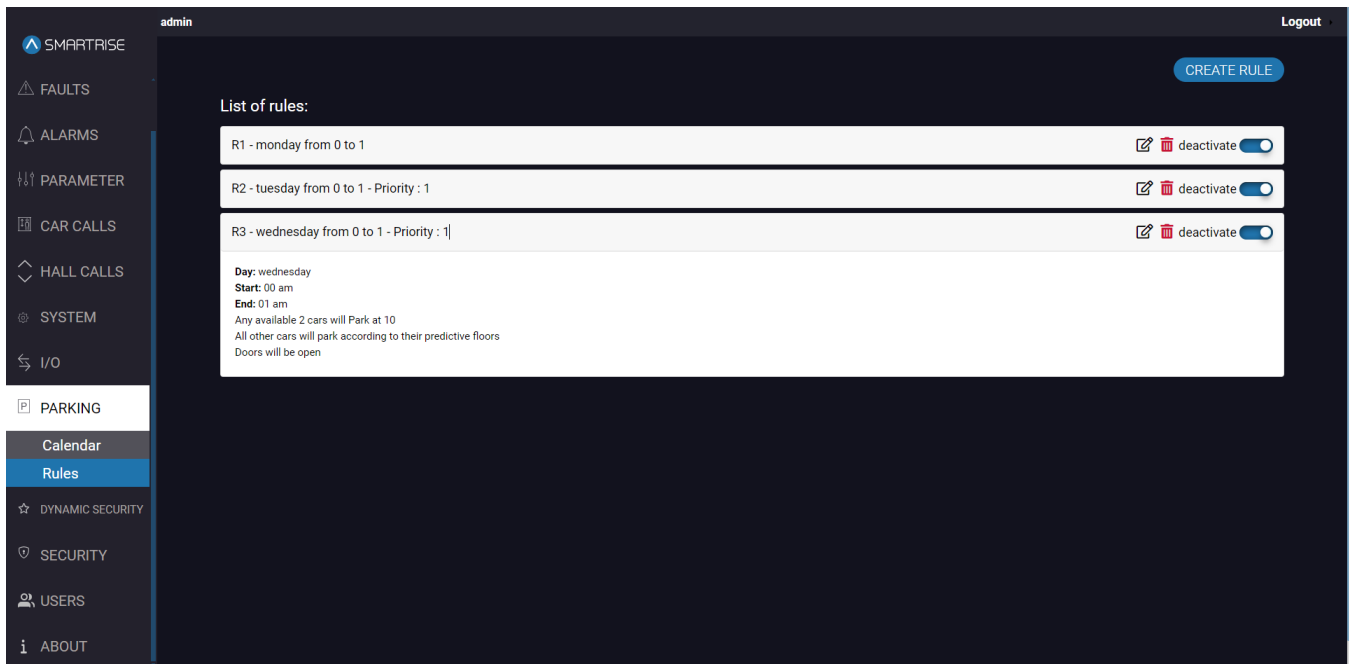 admin
Logout
SMARTRISE
FAULTS
ALARMS
PARAMETER
CAR CALLS
HALL CALLS
SYSTEM
I/O
P PARKING
Calendar
Rules
DYNAMIC SECURITY
SECURITY
USERS
i ABOUT
CREATE RULE
List of rules:
R1 - monday from 0 to 1 deactivate
R2 - tuesday from 0 to 1 - Priority : 1 deactivate
R3 - wednesday from 0 to 1 - Priority : 1 deactivate
Day: wednesday
Start: 00 am
End: 01 am
Any available 2 cars will Park at 10
All other cars will park according to their predictive floors
Doors will be open